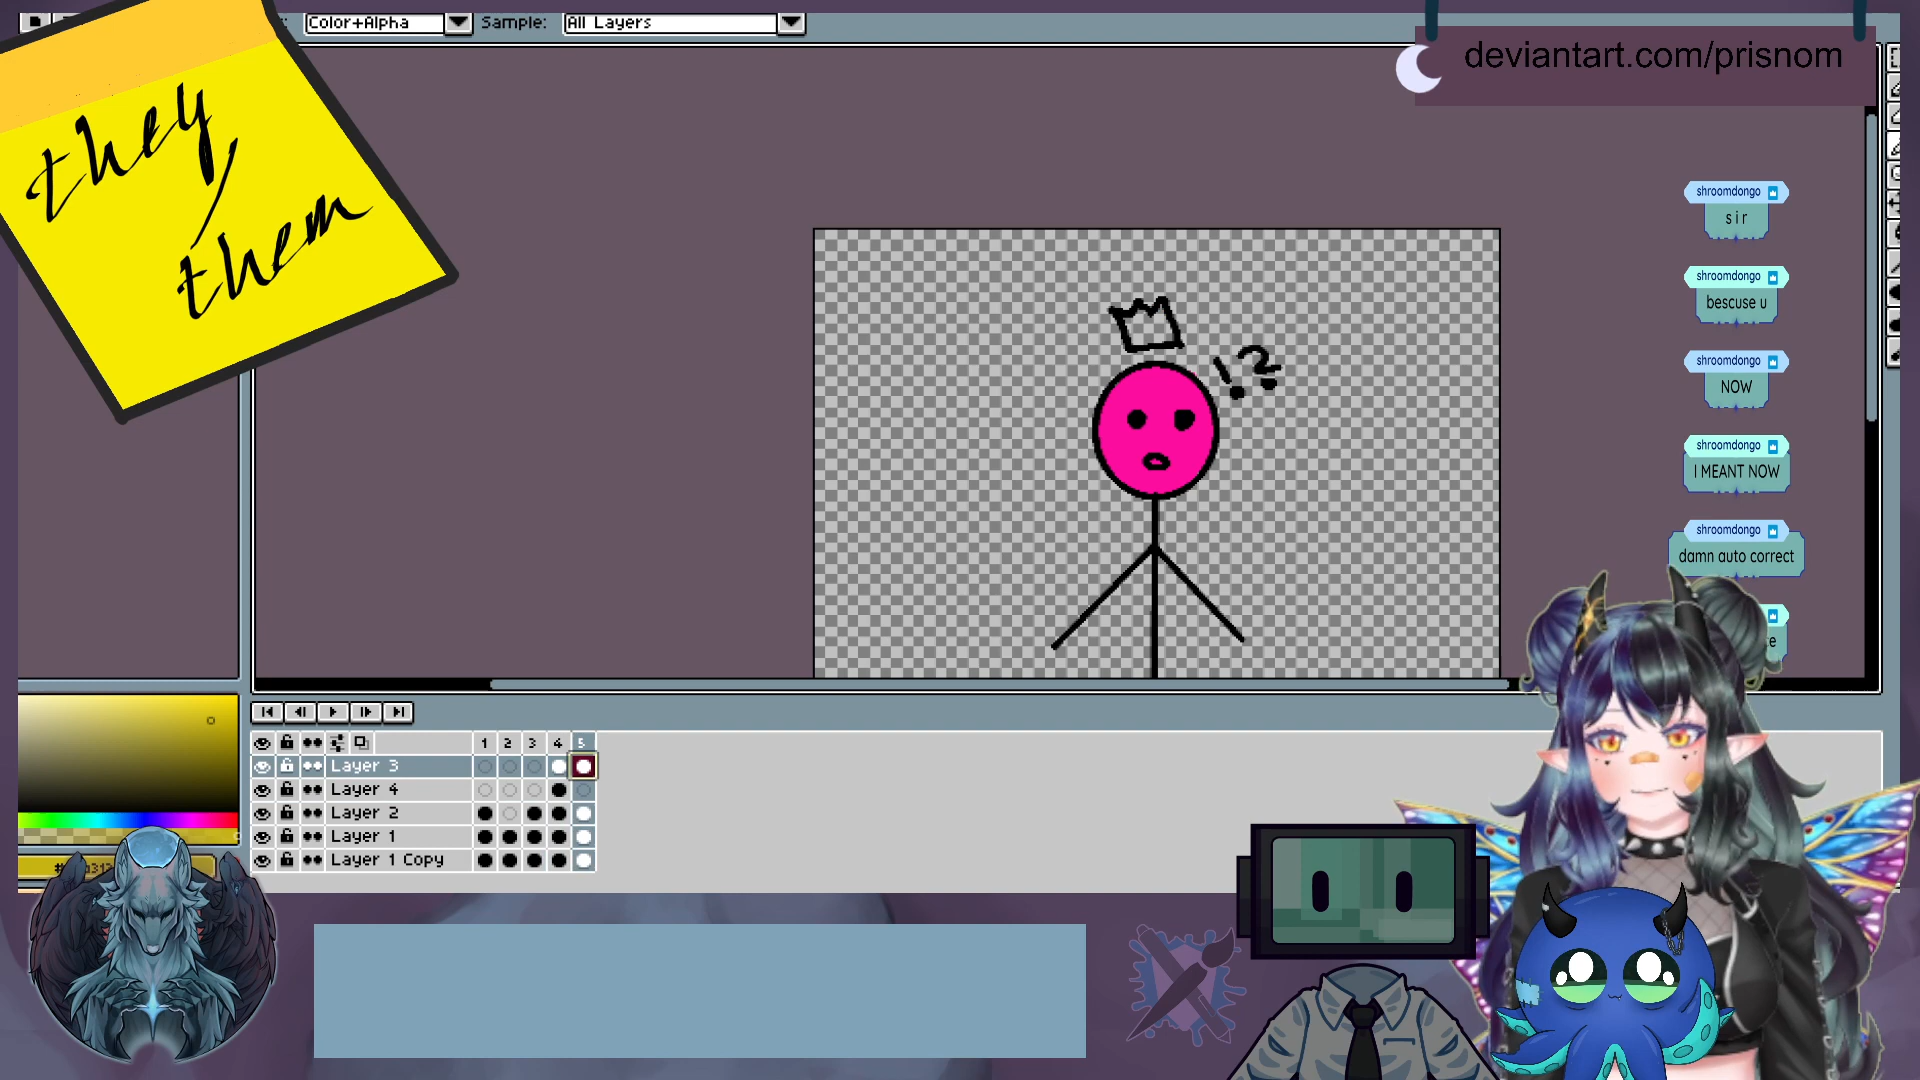 Color+Alpha Sample: All Layers
deviantart.com/prisnom
they
/
them
shroomdongo
s i r
shroomdongo
bescuse u
shroomdongo
NOW
shroomdongo
I MEANT NOW
shroomdongo
damn auto correct
!?
1 2 3 4 5
Layer 3
Layer 4
Layer 2
Layer 1
Layer 1 Copy